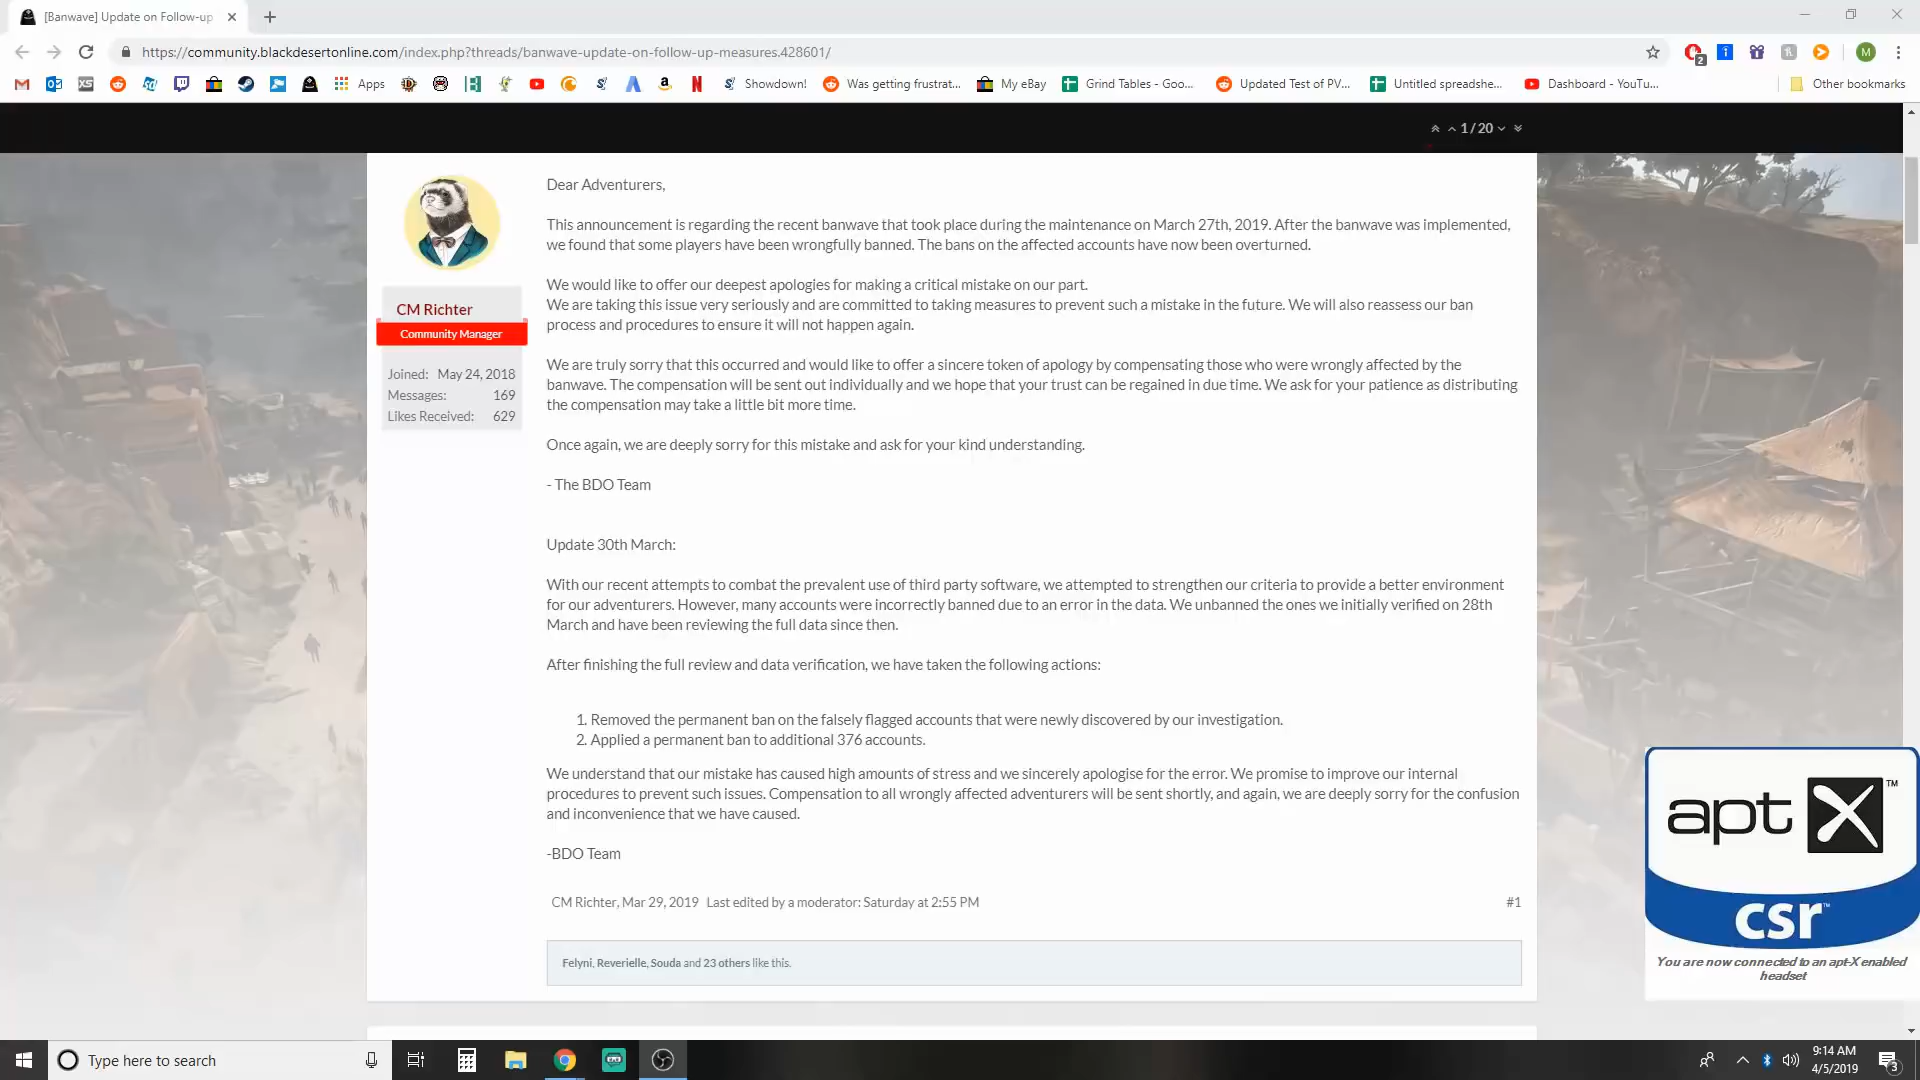 [Banwave] Update on Follow-up
https://community.blackdesertonline.com/index.php?threads/banwave-update-on-follow-up-measures.428601/
2
M
Apps
Showdown!
Was getting frustrat...
My eBay
Grind Tables - Goo...
Updated Test of PV...
Untitled spreadshe...
Dashboard - YouTu...
Other bookmarks
1 / 20
Dear Adventurers,
This announcement is regarding the recent banwave that took place during the maintenance on March 27th, 2019. After the banwave was implemented,
we found that some players have been wrongfully banned. The bans on the affected accounts have now been overturned.
We would like to offer our deepest apologies for making a critical mistake on our part.
We are taking this issue very seriously and are committed to taking measures to prevent such a mistake in the future. We will also reassess our ban
process and procedures to ensure it will not happen again.
We are truly sorry that this occurred and would like to offer a sincere token of apology by compensating those who were wrongly affected by the
banwave. The compensation will be sent out individually and we hope that your trust can be regained in due time. We ask for your patience as distributing
the compensation may take a little bit more time.
Once again, we are deeply sorry for this mistake and ask for your kind understanding.
- The BDO Team
CM Richter
Community Manager
Joined: May 24, 2018
Messages: 169
Likes Received: 629
Update 30th March:
With our recent attempts to combat the prevalent use of third party software, we attempted to strengthen our criteria to provide a better environment
for our adventurers. However, many accounts were incorrectly banned due to an error in the data. We unbanned the ones we initially verified on 28th
March and have been reviewing the full data since then.
After finishing the full review and data verification, we have taken the following actions:
1. Removed the permanent ban on the falsely flagged accounts that were newly discovered by our investigation.
2. Applied a permanent ban to additional 376 accounts.
We understand that our mistake has caused high amounts of stress and we sincerely apologise for the error. We promise to improve our internal
procedures to prevent such issues. Compensation to all wrongly affected adventurers will be sent shortly, and again, we are deeply sorry for the confusion
and inconvenience that we have caused.
-BDO Team
CM Richter, Mar 29, 2019 Last edited by a moderator: Saturday at 2:55 PM
#1
Felyni, Reverielle, Souda and 23 others like this.
aptX™
csr™
You are now connected to an apt-X enabled
headset
Type here to search
9:14 AM
4/5/2019
3